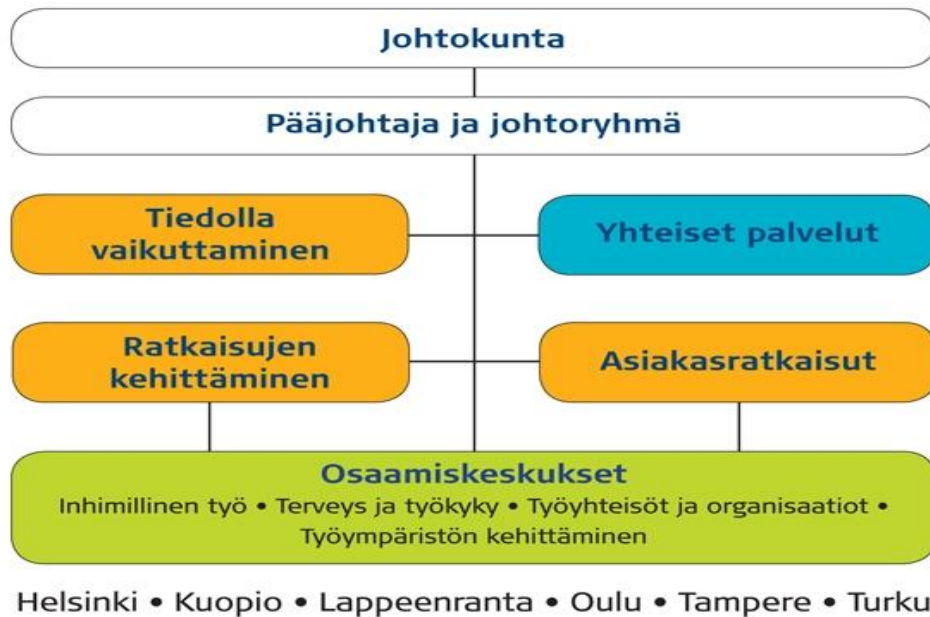 Johtokunta
Pääjohtaja ja johtoryhmä
Tiedolla
vaikuttaminen
Yhteiset palvelut
Ratkaisujen
kehittäminen
Asiakasratkaisut
Osaamiskeskukset
Inhimillinen työ • Terveys ja työkyky • Työyhteisöt ja organisaatiot •
Työympäristön kehittäminen
Helsinki • Kuopio • Lappeenranta • Oulu • Tampere • Turku